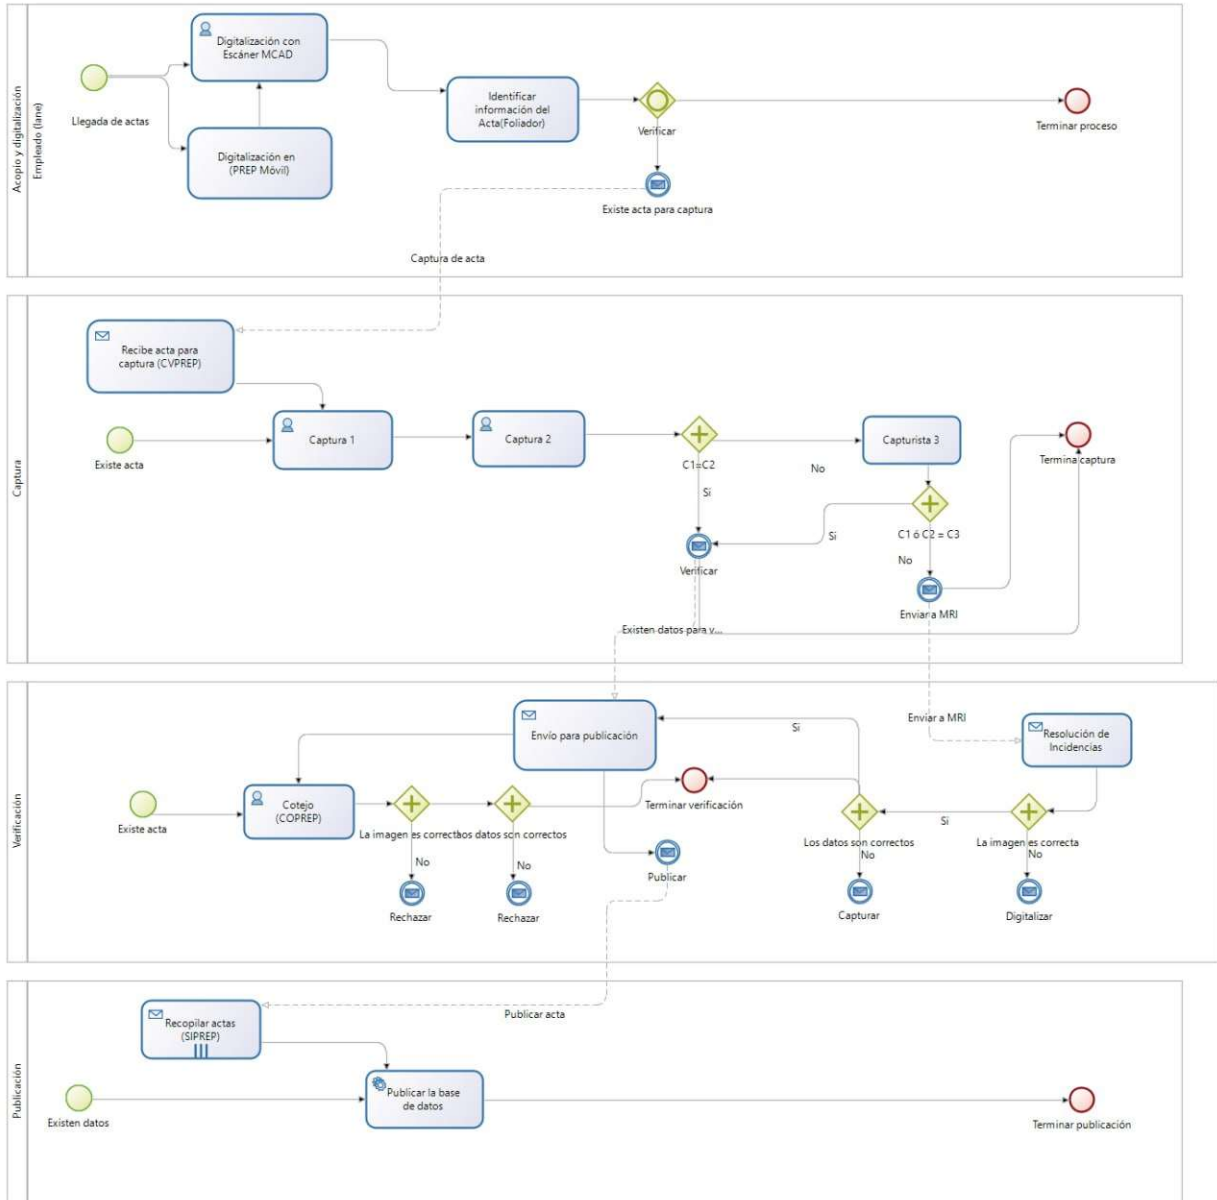 Acopio y digitalización
Empleado (lane)
Llegada de actas
Digitalización con
Escáner MCAD
Digitalización en
(PREP Móvil)
Identificar
información del
Acta(Foliador)
Verificar
Existe acta para captura
Terminar proceso
Captura de acta
Captura
Recibe acta para
captura (CVPREP)
Existe acta
Captura 1
Captura 2
C1=C2
No
Si
Capturista 3
Termina captura
C1 ó C2 = C3
Si
No
Verificar
Enviar a MRI
Existen datos para v...
Verificación
Envío para publicación
Si
Enviar a MRI
Resolución de
Incidencias
Existe acta
Cotejo
(COPREP)
La imagen es correcta
Los datos son correctos
Terminar verificación
No
No
Rechazar
Rechazar
Publicar
Los datos son correctos
No
Si
La imagen es correcta
No
Capturar
Digitalizar
Publicar acta
Publicación
Recopilar actas
(SIPREP)
Existen datos
Publicar la base
de datos
Terminar publicación